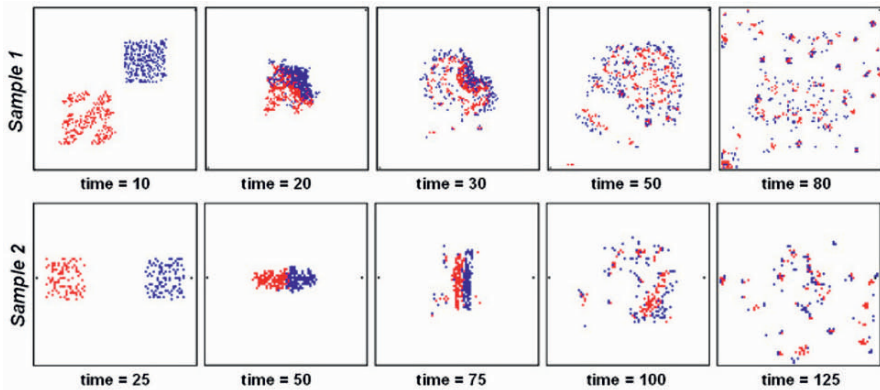 Sample 1
time = 10
time = 20
time = 30
time = 50
time = 80
Sample 2
time = 25
time = 50
time = 75
time = 100
time = 125